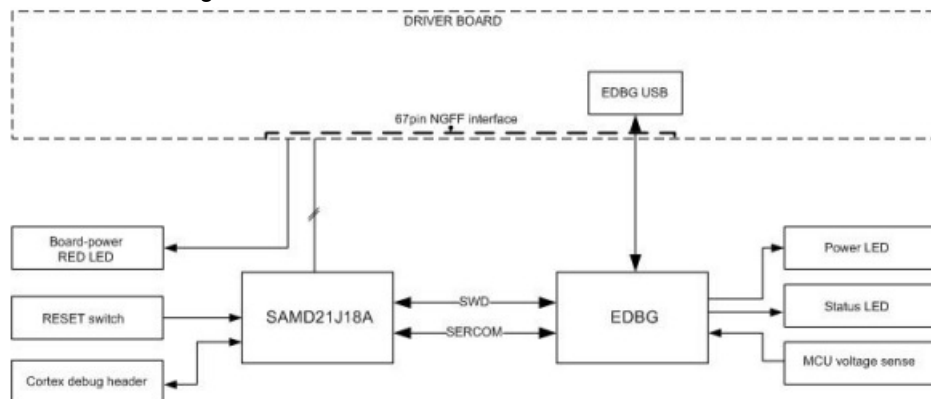 DRIVER BOARD
EDBG USB
67pin NGFF interface
Board-power
RED LED
Power LED
RESET switch
SAMD21J18A
SWD
SERCOM
EDBG
Status LED
Cortex debug header
MCU voltage sense